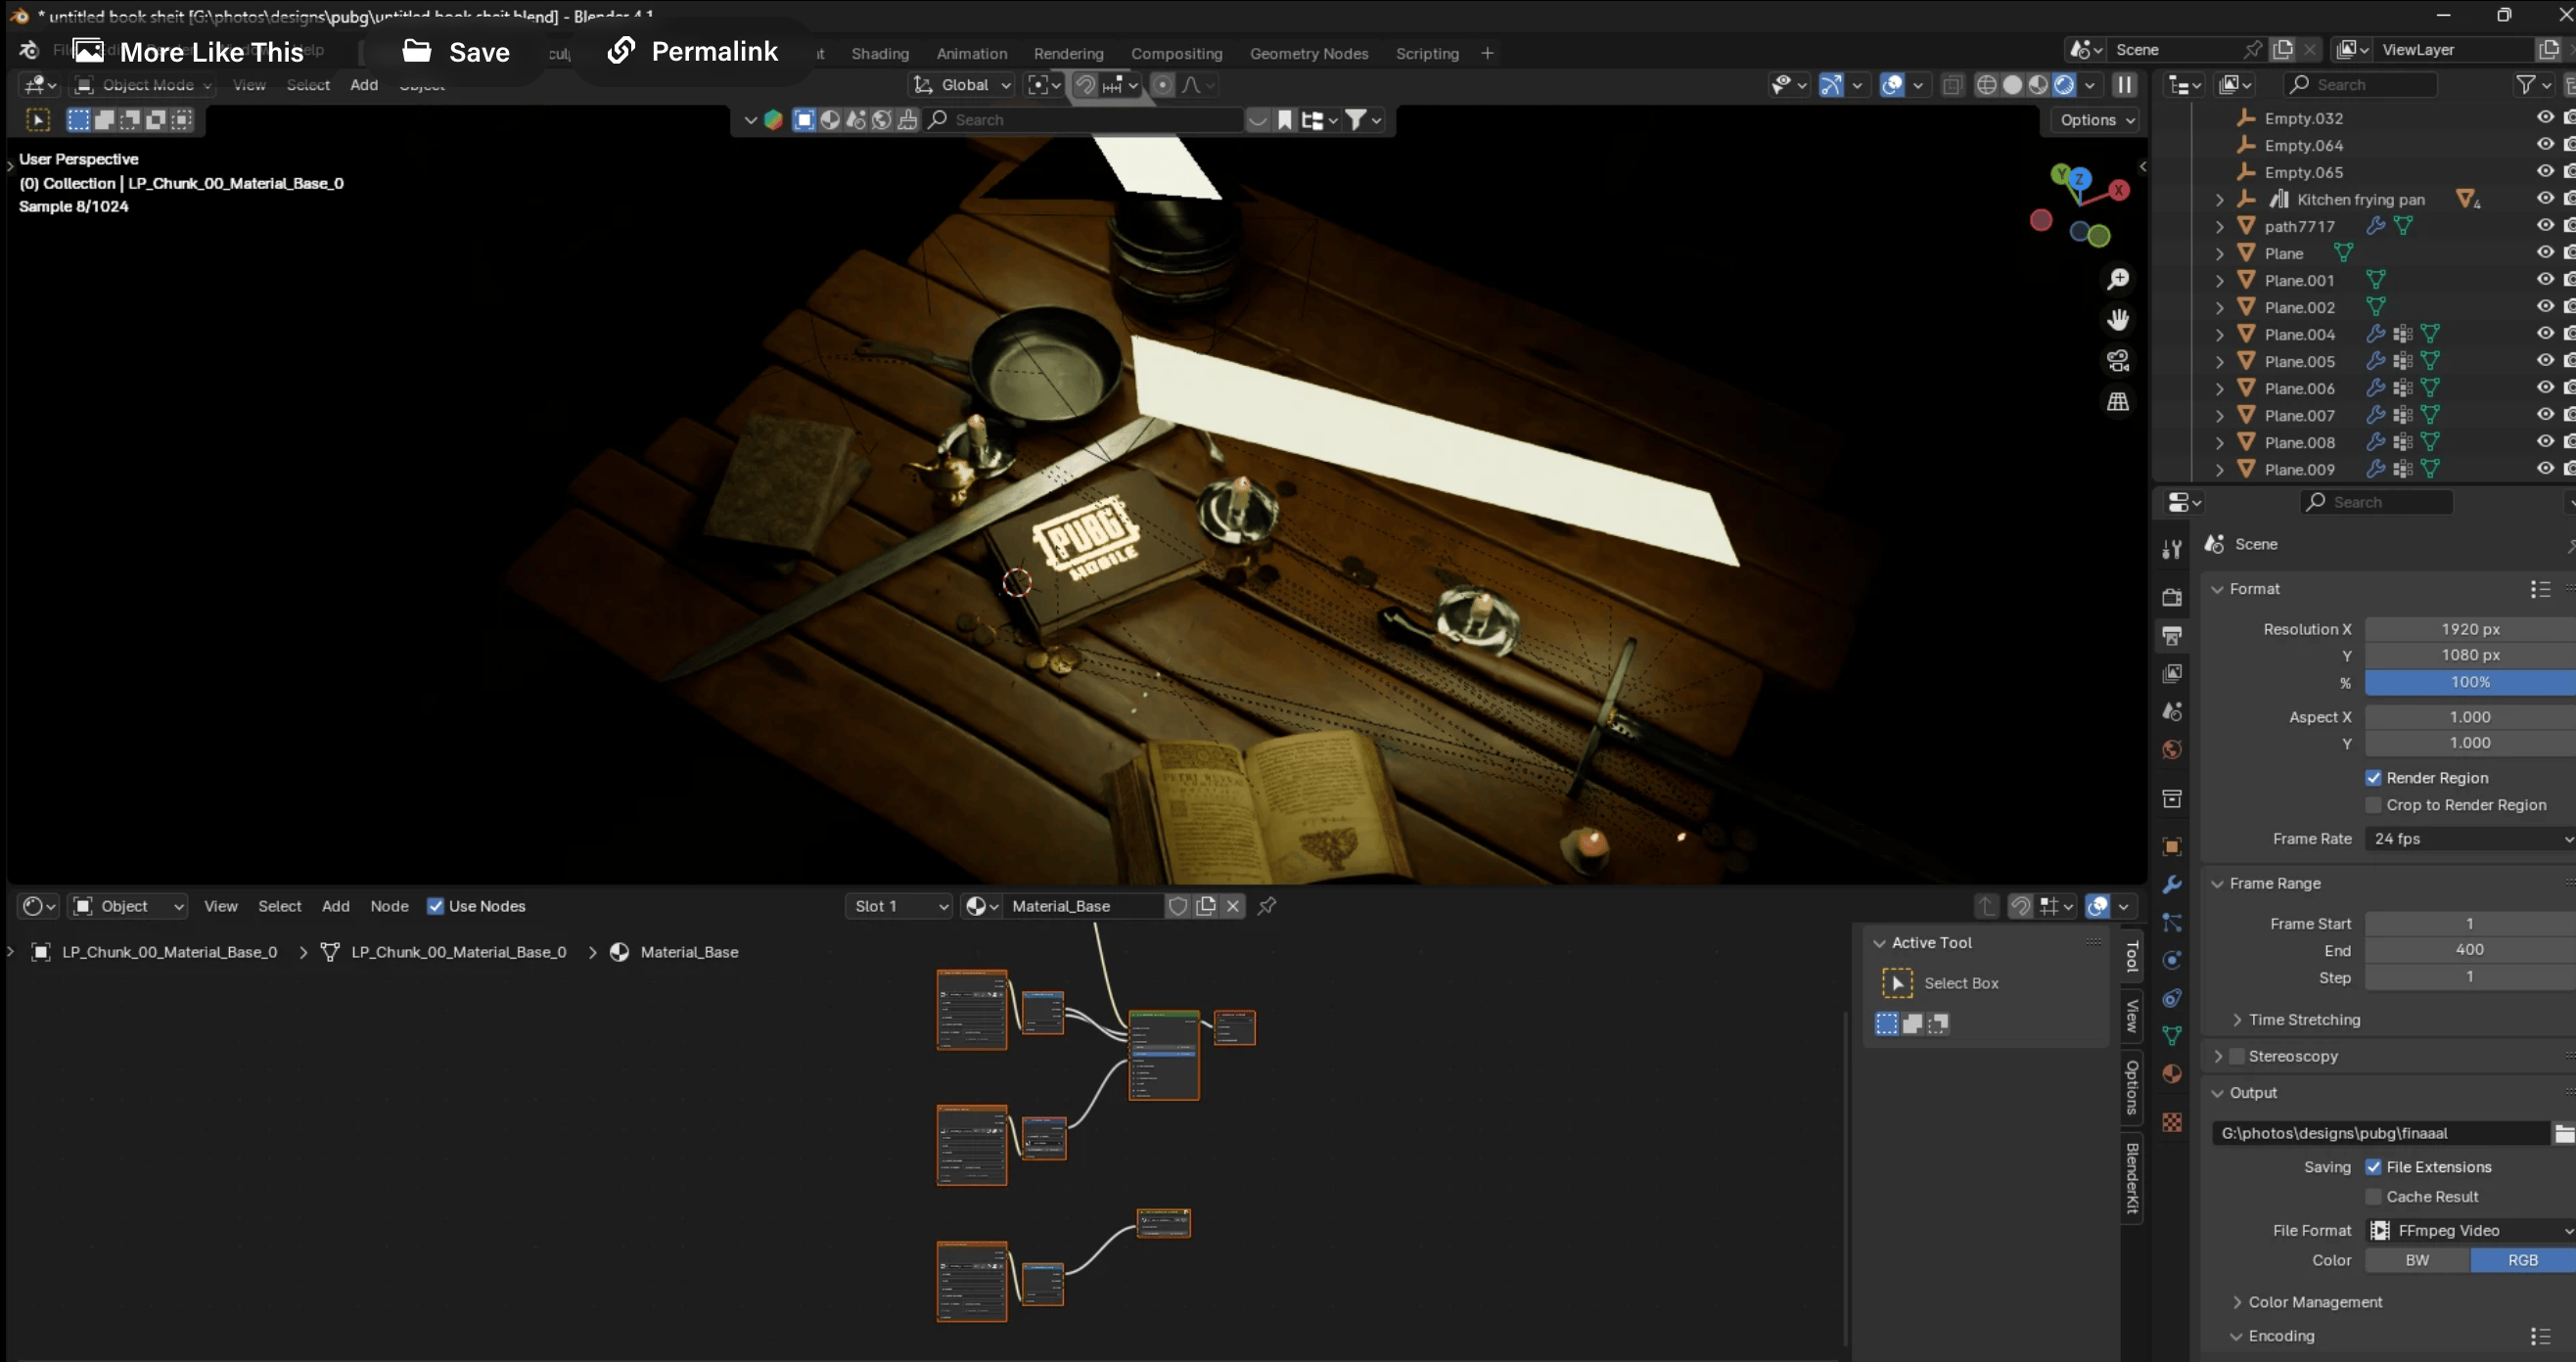 * untitled book sheit [G:\photos\designs\pubg\untitled book sheit.blend] - Blender 4.1
More Like This
Save
Permalink
Shading
Animation
Rendering
Compositing
Geometry Nodes
Scripting
+
Scene
ViewLayer
Object Mode
View
Select
Add
Object
Global
Search
Search
Options
User Perspective
(0) Collection | LP_Chunk_00_Material_Base_0
Sample 8/1024
Y
Z
X
PUBG
MOBILE
Empty.032
Empty.064
Empty.065
Kitchen frying pan
4
path7717
Plane
Plane.001
Plane.002
Plane.004
Plane.005
Plane.006
Plane.007
Plane.008
Plane.009
Search
Scene
Format
Resolution X 1920 px
Y 1080 px
% 100%
Aspect X 1.000
Y 1.000
Render Region
Crop to Render Region
Frame Rate 24 fps
Frame Range
Frame Start 1
End 400
Step 1
Time Stretching
Stereoscopy
Output
G:\photos\designs\pubg\finaaal
Saving File Extensions
Cache Result
File Format FFmpeg Video
Color BW RGB
Color Management
Encoding
Object
View
Select
Add
Node
Use Nodes
Slot 1
Material_Base
LP_Chunk_00_Material_Base_0 > LP_Chunk_00_Material_Base_0 > Material_Base
Active Tool
Select Box
Tool
View
Options
BlenderKit